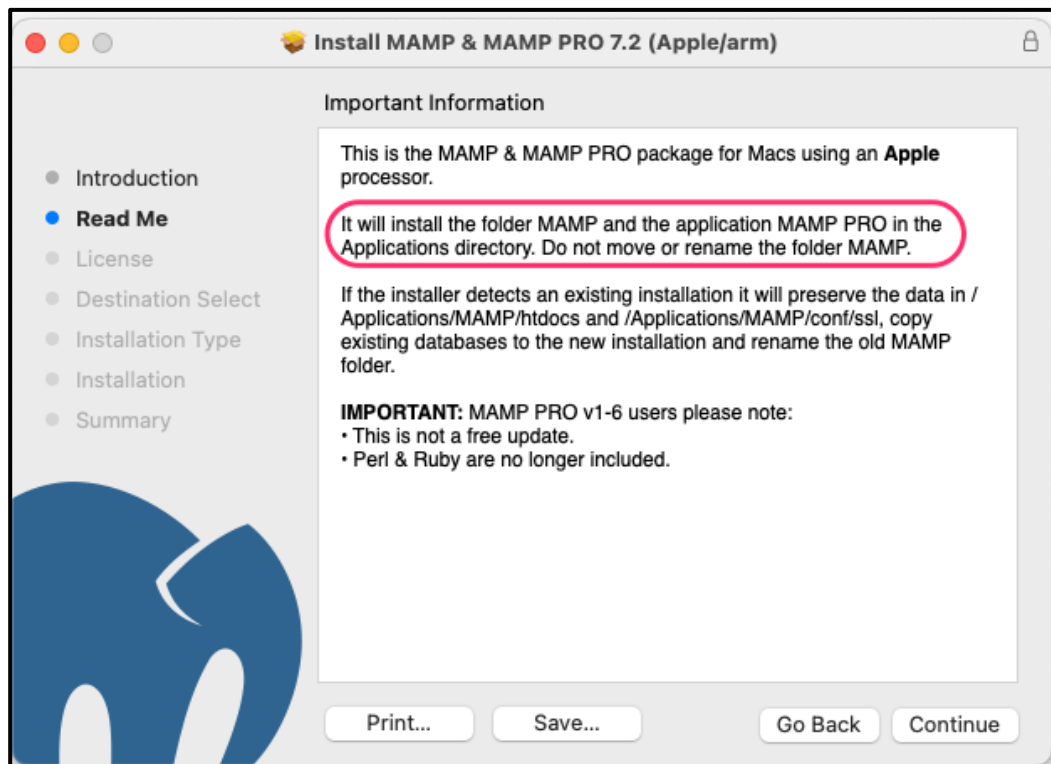 Install MAMP & MAMP PRO 7.2 (Apple/arm)
Important Information
Introduction
Read Me
License
Destination Select
Installation Type
Installation
Summary
This is the MAMP & MAMP PRO package for Macs using an Apple
processor.
It will install the folder MAMP and the application MAMP PRO in the
Applications directory. Do not move or rename the folder MAMP.
If the installer detects an existing installation it will preserve the data in /
Applications/MAMP/htdocs and /Applications/MAMP/conf/ssl, copy
existing databases to the new installation and rename the old MAMP
folder.
IMPORTANT: MAMP PRO v1-6 users please note:
• This is not a free update.
• Perl & Ruby are no longer included.
Print...
Save...
Go Back
Continue